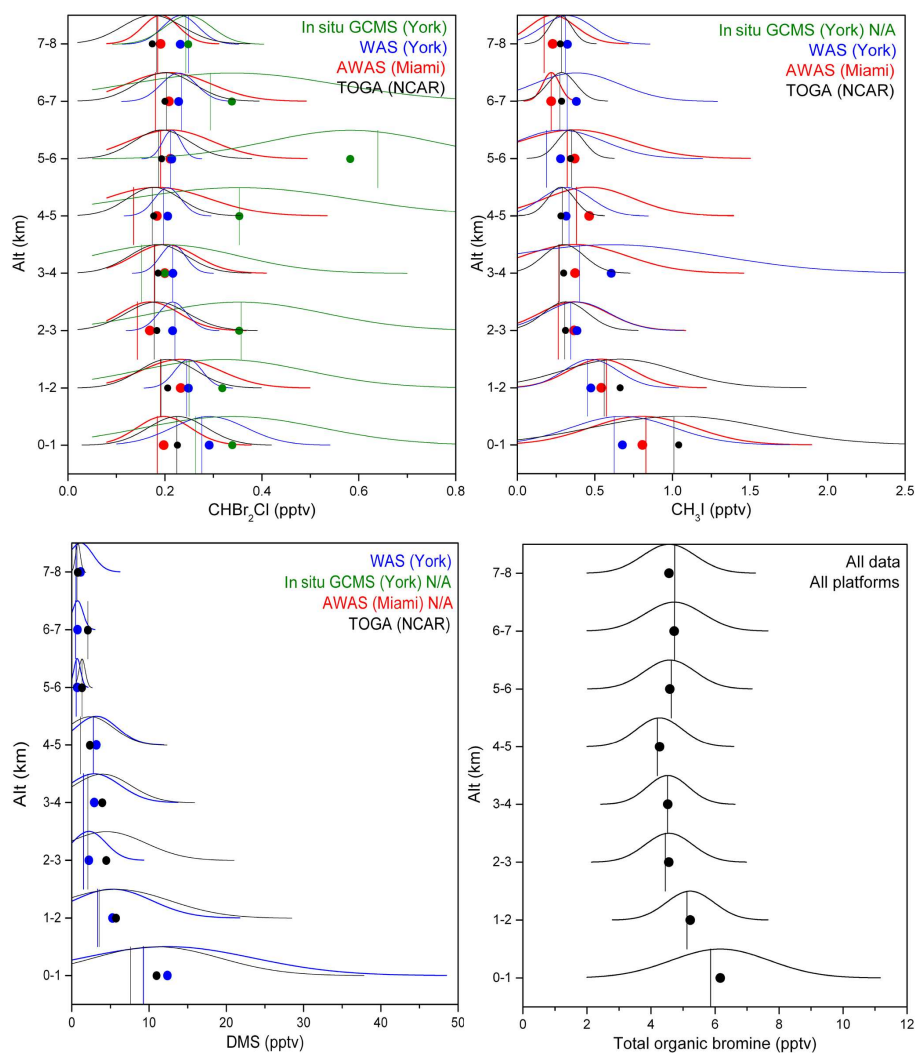 In situ GCMS (York)
WAS (York)
AWAS (Miami)
TOGA (NCAR)
Alt (km)
7-8
6-7
5-6
4-5
3-4
2-3
1-2
0-1
0.0 0.2 0.4 0.6 0.8
CHBr2Cl (pptv)
In situ GCMS (York) N/A
WAS (York)
AWAS (Miami)
TOGA (NCAR)
Alt (km)
7-8
6-7
5-6
4-5
3-4
2-3
1-2
0-1
0.0 0.5 1.0 1.5 2.0 2.5
CH3I (pptv)
WAS (York)
In situ GCMS (York) N/A
AWAS (Miami) N/A
TOGA (NCAR)
Alt (km)
7-8
6-7
5-6
4-5
3-4
2-3
1-2
0-1
0 10 20 30 40 50
DMS (pptv)
All data
All platforms
Alt (km)
7-8
6-7
5-6
4-5
3-4
2-3
1-2
0-1
0 2 4 6 8 10 12
Total organic bromine (pptv)